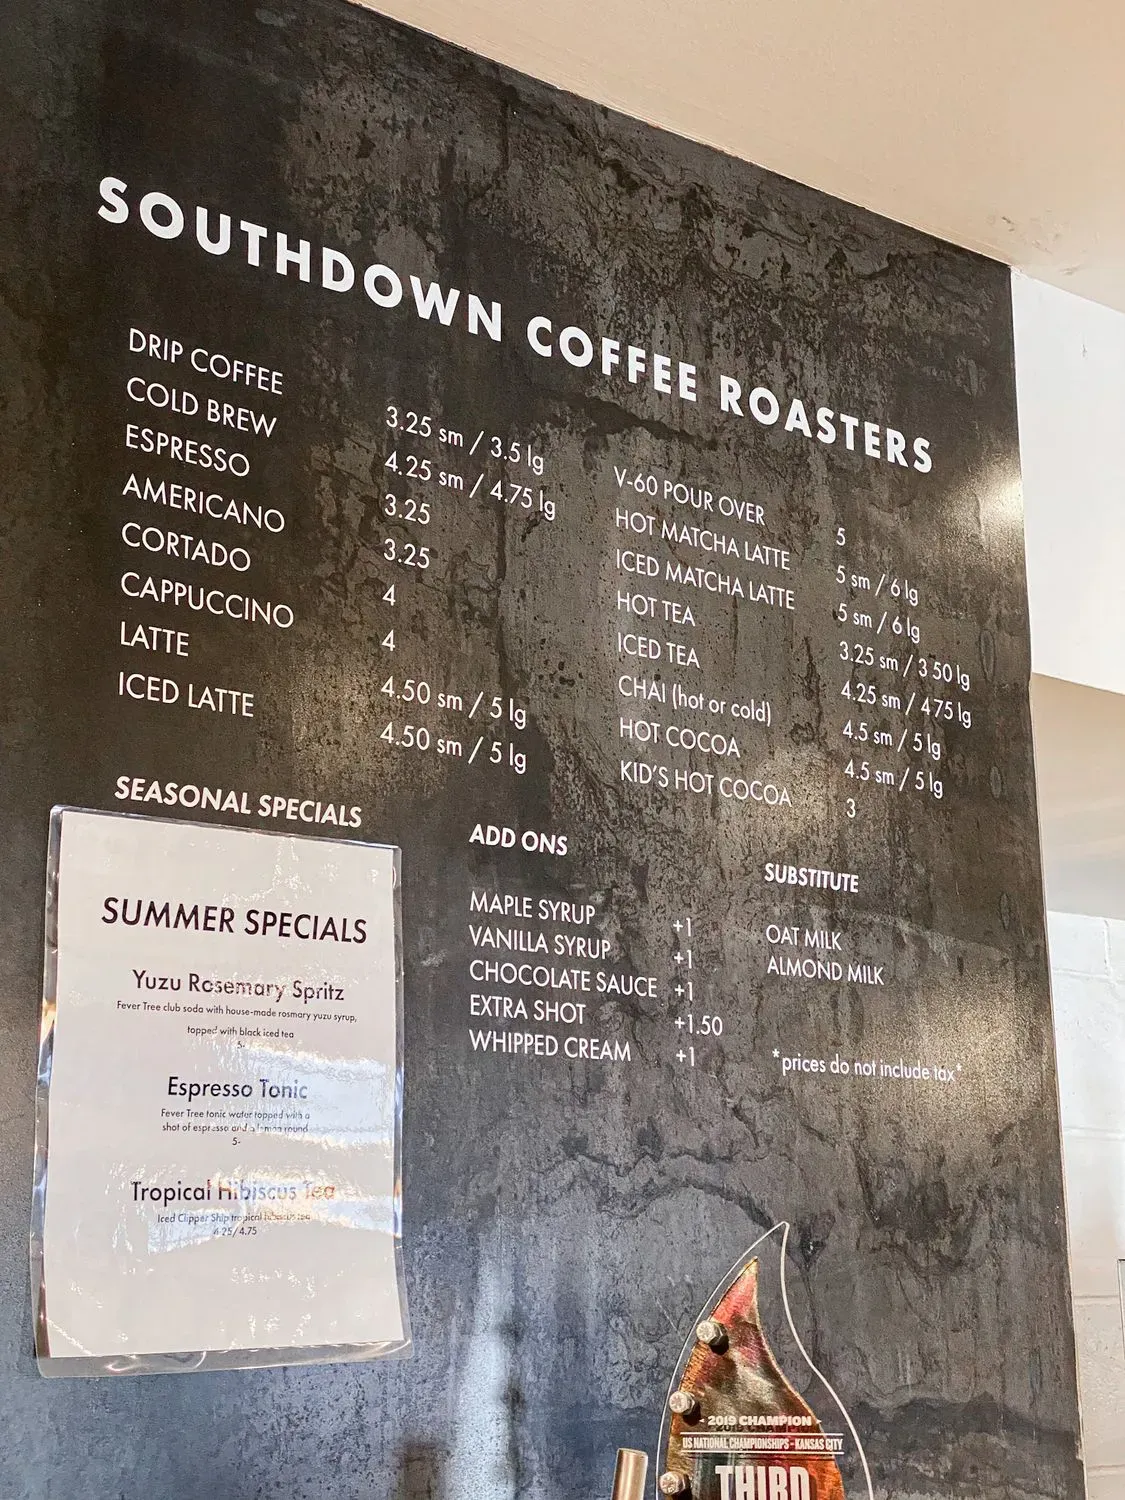 SOUTHDOWN COFFEE ROASTERS
DRIP COFFEE 3.25 sm / 3.5 lg
COLD BREW 4.25 sm / 4.75 lg
ESPRESSO 3.25
AMERICANO 3.25
CORTADO 4
CAPPUCCINO 4
LATTE 4.50 sm / 5 lg
ICED LATTE 4.50 sm / 5 lg
V-60 POUR OVER 5
HOT MATCHA LATTE 5 sm / 6 lg
ICED MATCHA LATTE 5 sm / 6 lg
HOT TEA 3.25 sm / 3 50 lg
ICED TEA 4.25 sm / 4 75 lg
CHAI (hot or cold) 4.5 sm / 5 lg
HOT COCOA 4.5 sm / 5 lg
KID'S HOT COCOA 3
SEASONAL SPECIALS
SUMMER SPECIALS
Yuzu Rosemary Spritz
Fever Tree club soda with house-made rosmary yuzu syrup,
topped with black iced tea
5-
Espresso Tonic
Fever Tree tonic water topped with a
shot of espresso and a lemon round
5-
Tropical Hibiscus Tea
Iced Clipper Ship tropical hibiscus tea
4.25/4.75
ADD ONS
MAPLE SYRUP +1
VANILLA SYRUP +1
CHOCOLATE SAUCE +1
EXTRA SHOT +1.50
WHIPPED CREAM +1
SUBSTITUTE
OAT MILK
ALMOND MILK
*prices do not include tax*
- 2019 CHAMPION -
US NATIONAL CHAMPIONSHIPS - KANSAS CITY
THIRD